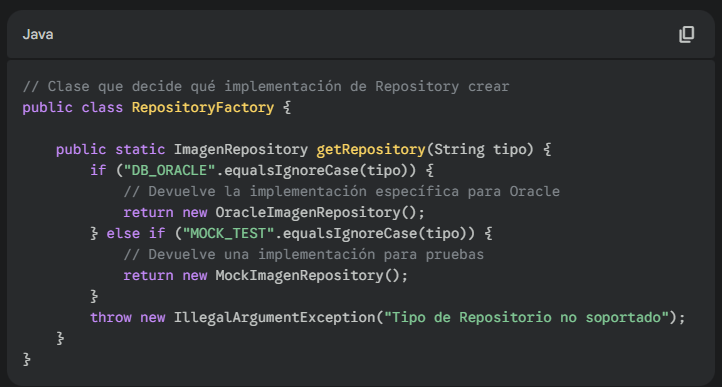 Java
// Clase que decide qué implementación de Repository crear
public class RepositoryFactory {
public static ImagenRepository getRepository(String tipo) {
if ("DB_ORACLE".equalsIgnoreCase(tipo)) {
// Devuelve la implementación específica para Oracle
return new OracleImagenRepository();
} else if ("MOCK_TEST".equalsIgnoreCase(tipo)) {
// Devuelve una implementación para pruebas
return new MockImagenRepository();
}
throw new IllegalArgumentException("Tipo de Repositorio no soportado");
}
}